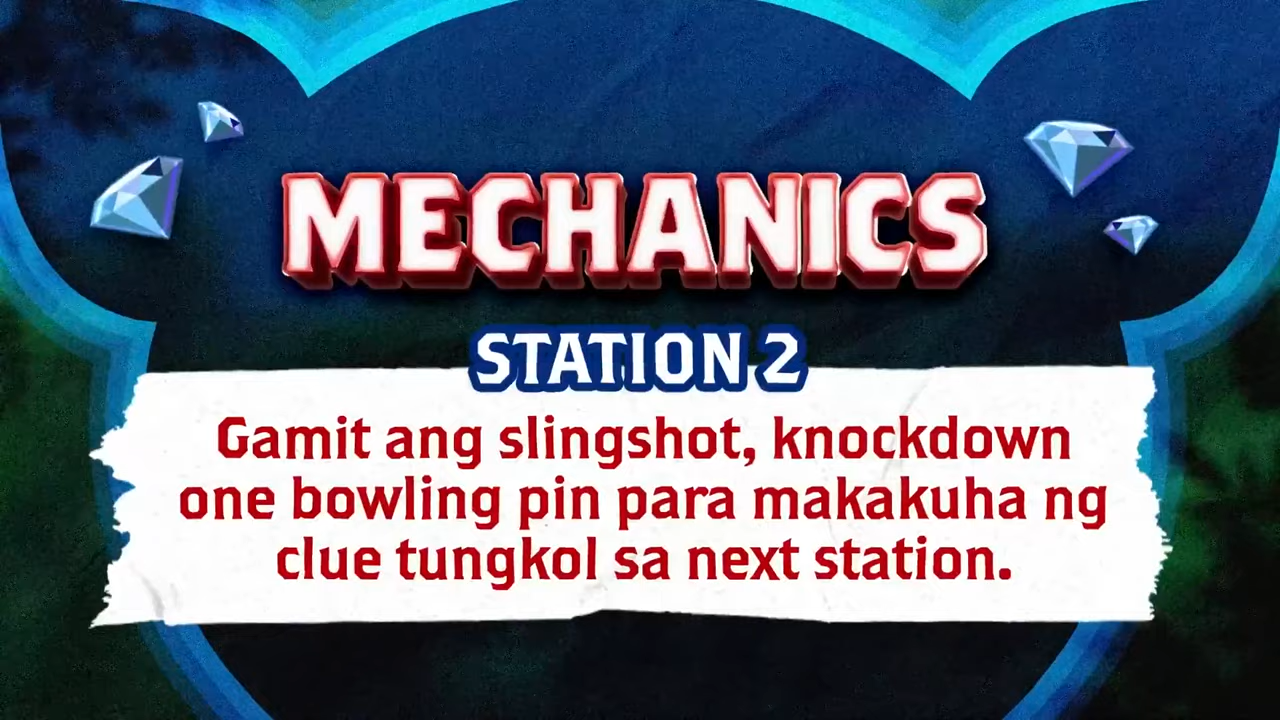 MECHANICS
STATION 2
Gamit ang slingshot, knockdown
one bowling pin para makakuha ng
clue tungkol sa next station.